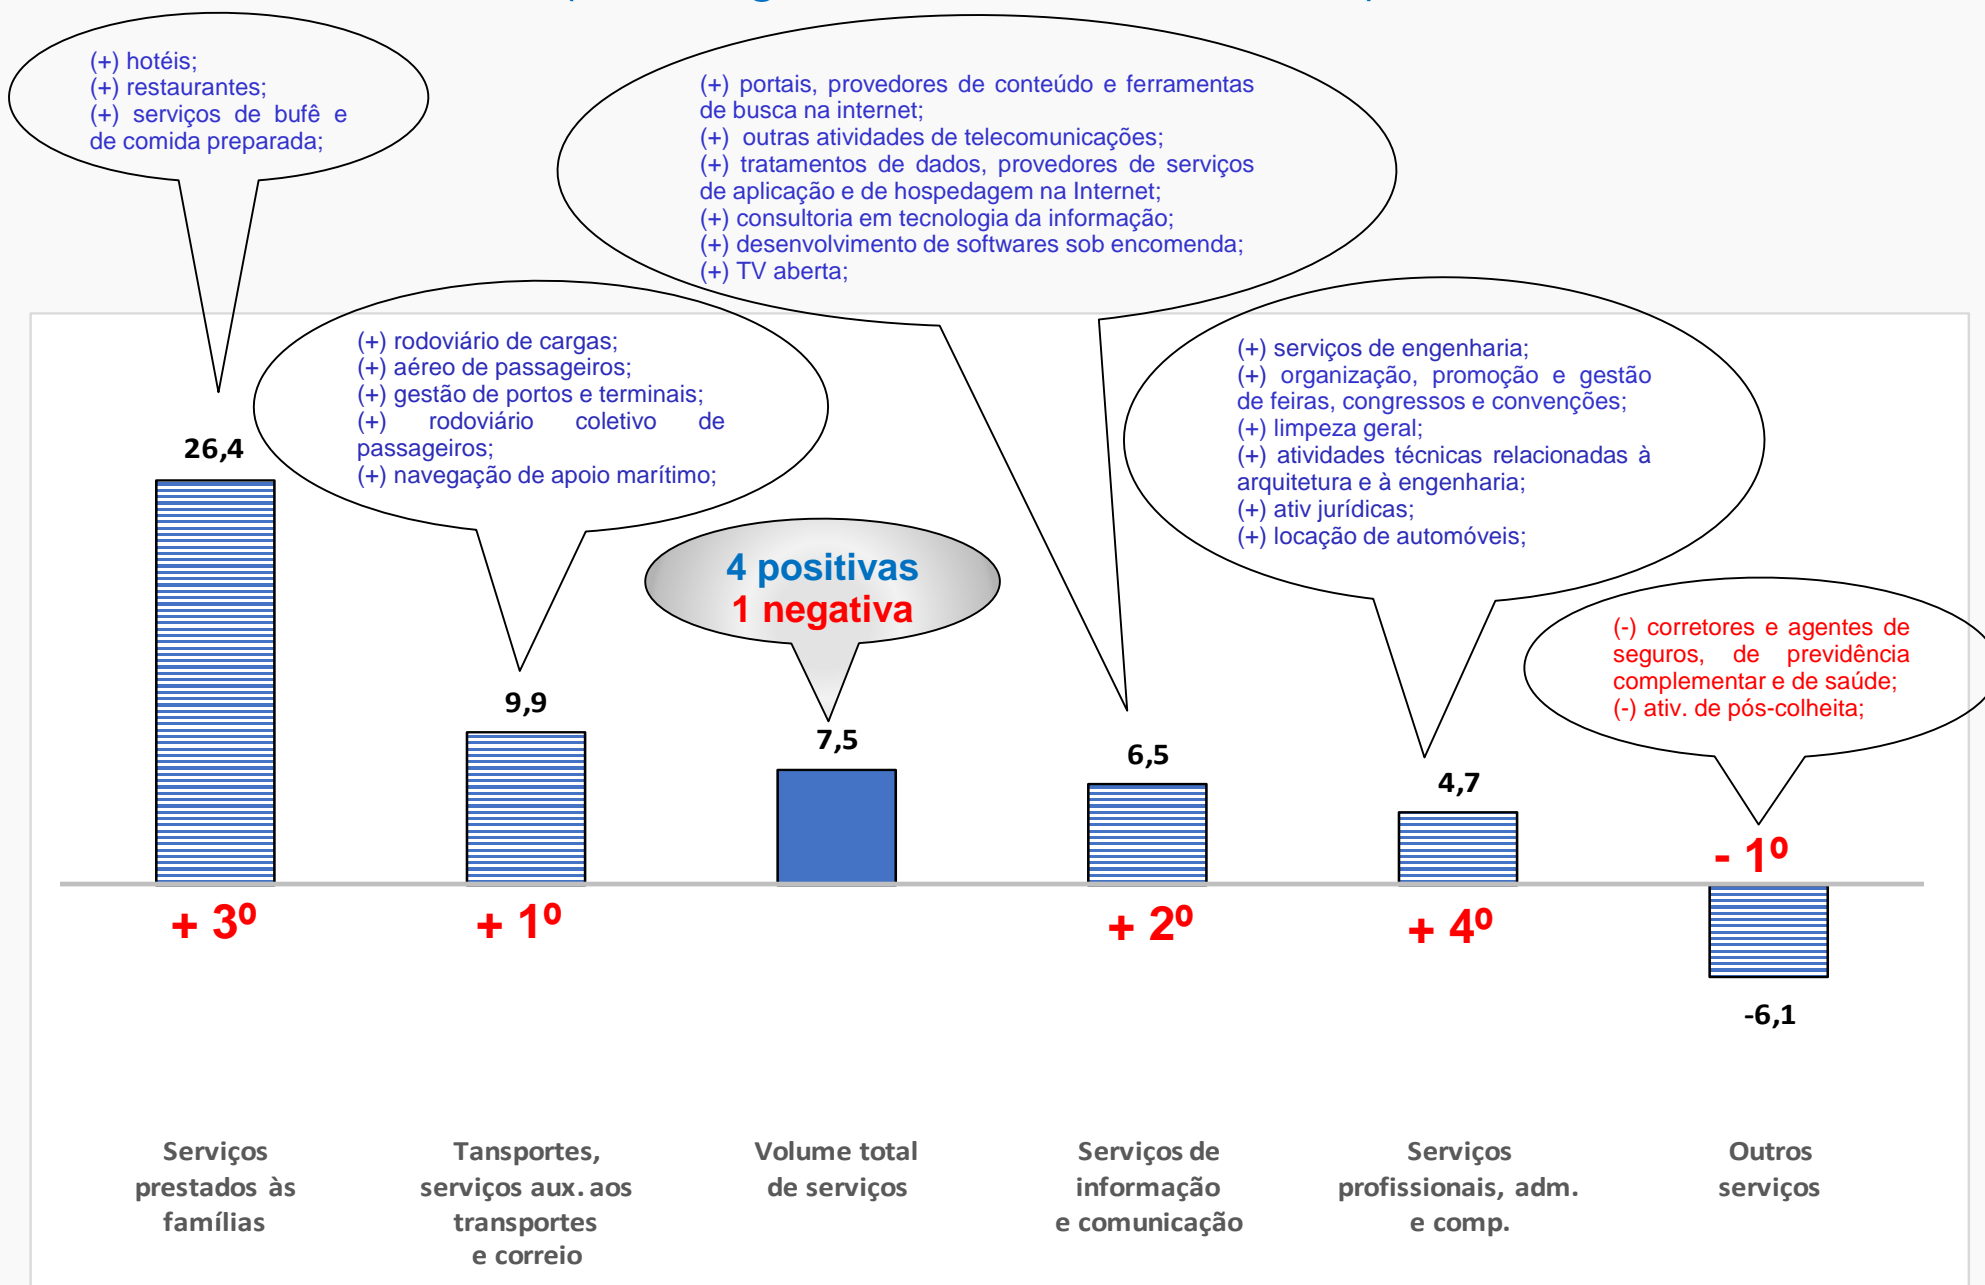 (+) hotéis;
(+) restaurantes;
(+) serviços de bufê e
de comida preparada;
(+) portais, provedores de conteúdo e ferramentas
de busca na internet;
(+) outras atividades de telecomunicações;
(+) tratamentos de dados, provedores de serviços
de aplicação e de hospedagem na Internet;
(+) consultoria em tecnologia da informação;
(+) desenvolvimento de softwares sob encomenda;
(+) TV aberta;
(+) rodoviário de cargas;
(+) aéreo de passageiros;
(+) gestão de portos e terminais;
(+) rodoviário coletivo de
passageiros;
(+) navegação de apoio marítimo;
(+) serviços de engenharia;
(+) organização, promoção e gestão
de feiras, congressos e convenções;
(+) limpeza geral;
(+) atividades técnicas relacionadas à
arquitetura e à engenharia;
(+) ativ jurídicas;
(+) locação de automóveis;
4 positivas
1 negativa
(-) corretores e agentes de
seguros, de previdência
complementar e de saúde;
(-) ativ. de pós-colheita;
26,4
9,9
7,5
6,5
4,7
- 1º
+ 3º
+ 1º
+ 2º
+ 4º
-6,1
Serviços
prestados às
famílias
Tansportes,
serviços aux. aos
transportes
e correio
Volume total
de serviços
Serviços de
informação
e comunicação
Serviços
profissionais, adm.
e comp.
Outros
serviços